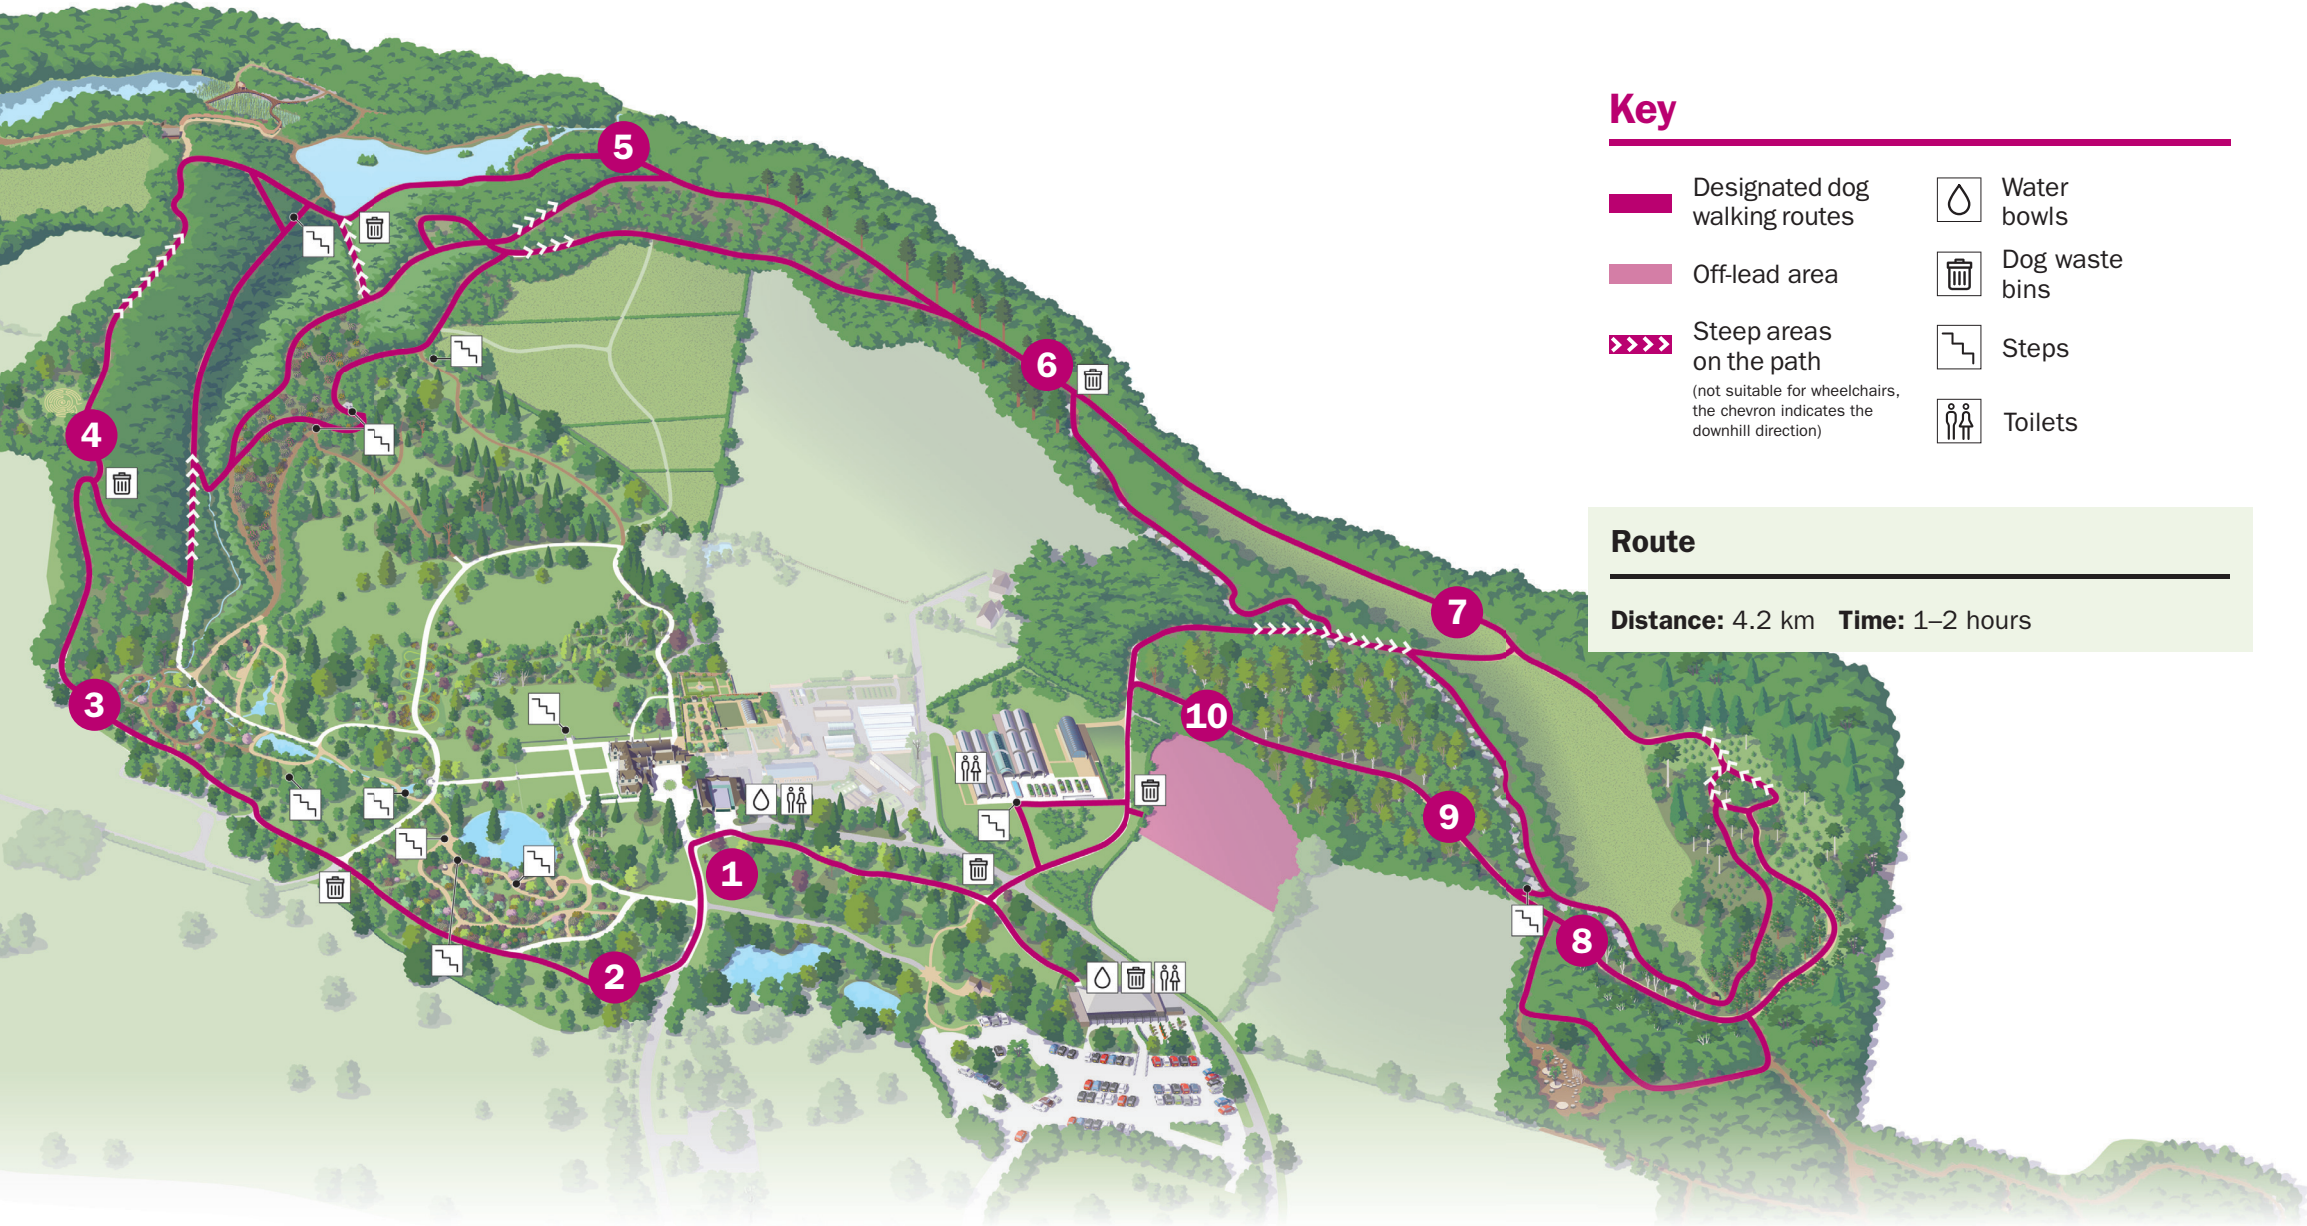 Key
Designated dog
walking routes
Off-lead area
Steep areas
on the path
(not suitable for wheelchairs,
the chevron indicates the
downhill direction)
Water
bowls
Dog waste
bins
Steps
Toilets
Route
Distance: 4.2 km Time: 1–2 hours
5
6
4
7
3
10
9
1
8
2